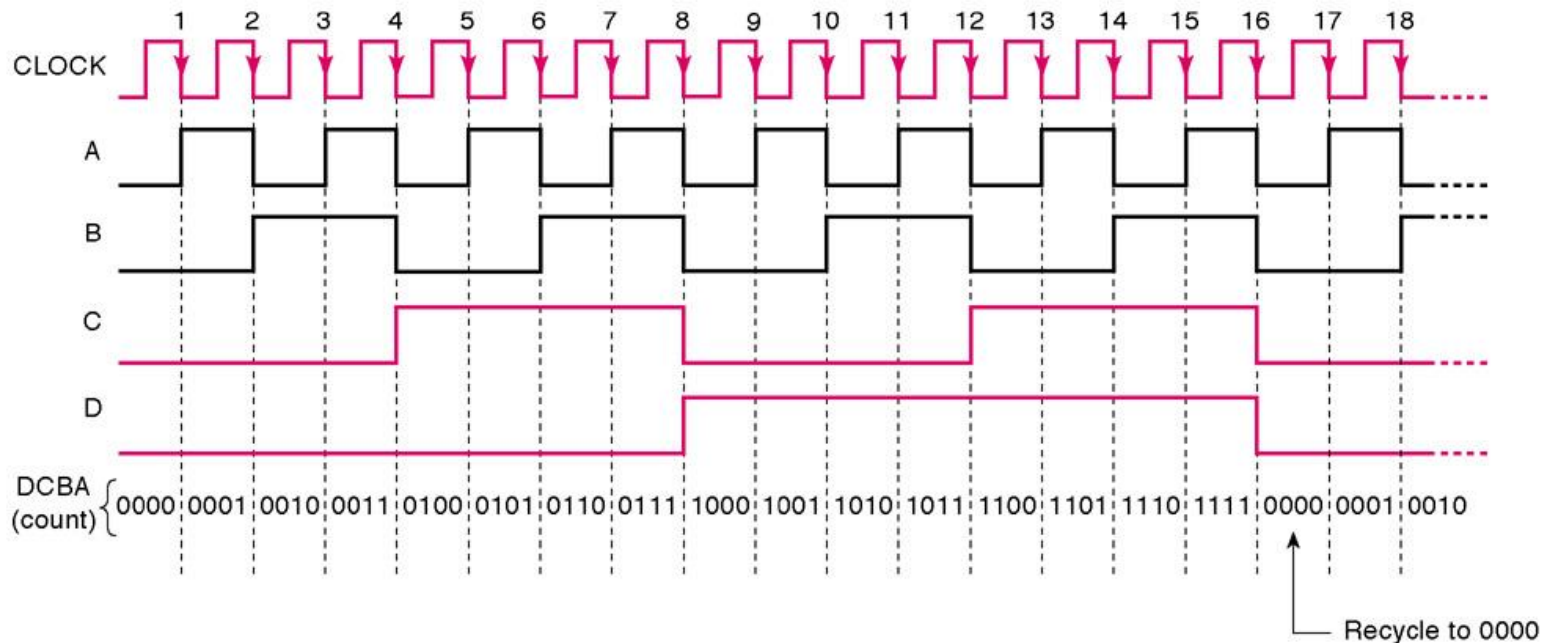 1 2 3 4 5 6 7 8 9 10 11 12 13 14 15 16 17 18
CLOCK
A
B
C
D
DCBA
(count)
0000 0001 0010 0011 0100 0101 0110 0111 1000 1001 1010 1011 1100 1101 1110 1111 0000 0001 0010
Recycle to 0000